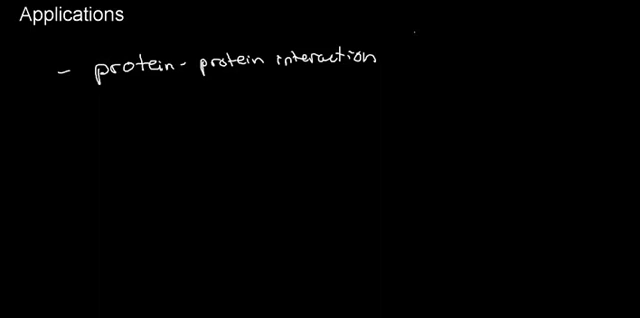 Applications
- protein - protein interaction